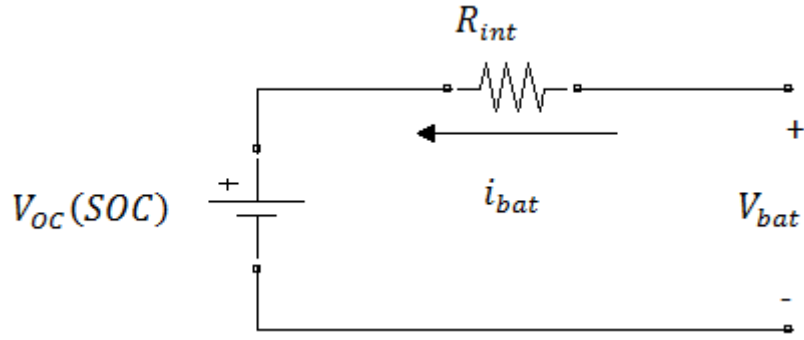 R_int
+
+
V_OC(SOC)
i_bat
V_bat
-